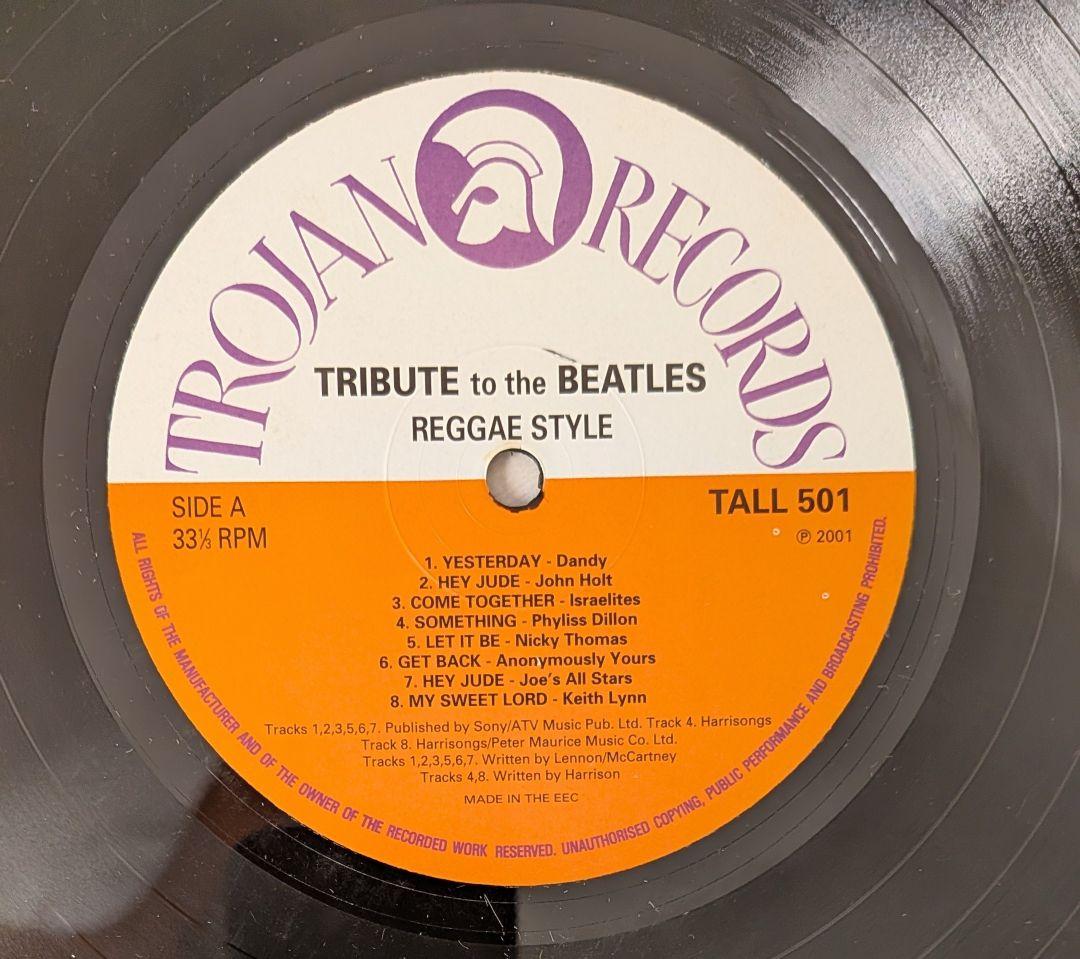 TROJAN RECORDS
TRIBUTE to the BEATLES
REGGAE STYLE
SIDE A
33⅓ RPM
TALL 501
℗ 2001
1. YESTERDAY - Dandy
2. HEY JUDE - John Holt
3. COME TOGETHER - Israelites
4. SOMETHING - Phyliss Dillon
5. LET IT BE - Nicky Thomas
6. GET BACK - Anonymously Yours
7. HEY JUDE - Joe's All Stars
8. MY SWEET LORD - Keith Lynn
Tracks 1,2,3,5,6,7. Published by Sony/ATV Music Pub. Ltd. Track 4. Harrisongs
Track 8. Harrisongs/Peter Maurice Music Co. Ltd.
Tracks 1,2,3,5,6,7. Written by Lennon/McCartney
Tracks 4,8. Written by Harrison
MADE IN THE EEC
ALL RIGHTS OF THE MANUFACTURER AND OF THE OWNER OF THE RECORDED WORK RESERVED. UNAUTHORISED COPYING, PUBLIC PERFORMANCE AND BROADCASTING PROHIBITED.